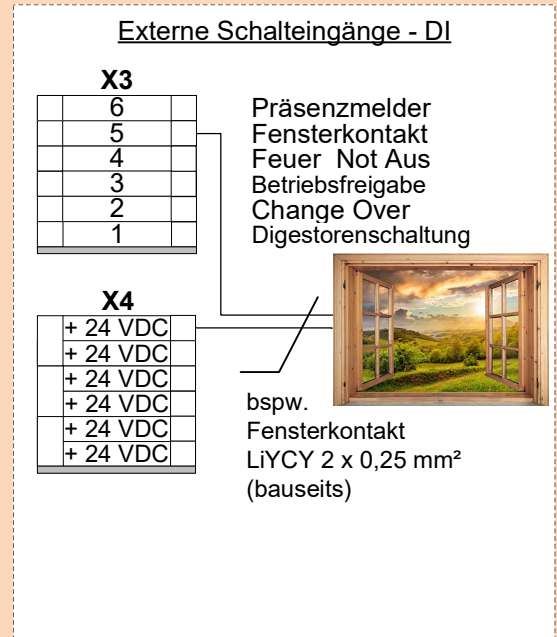 Externe Schalteingänge - DI
X3
6 Präsenzmelder
5 Fensterkontakt
4 Feuer Not Aus
3 Betriebsfreigabe
2 Change Over
1 Digestorenschaltung
X4
+ 24 VDC
+ 24 VDC
+ 24 VDC
+ 24 VDC
+ 24 VDC
+ 24 VDC
bspw.
Fensterkontakt
LiYCY 2 x 0,25 mm²
(bauseits)